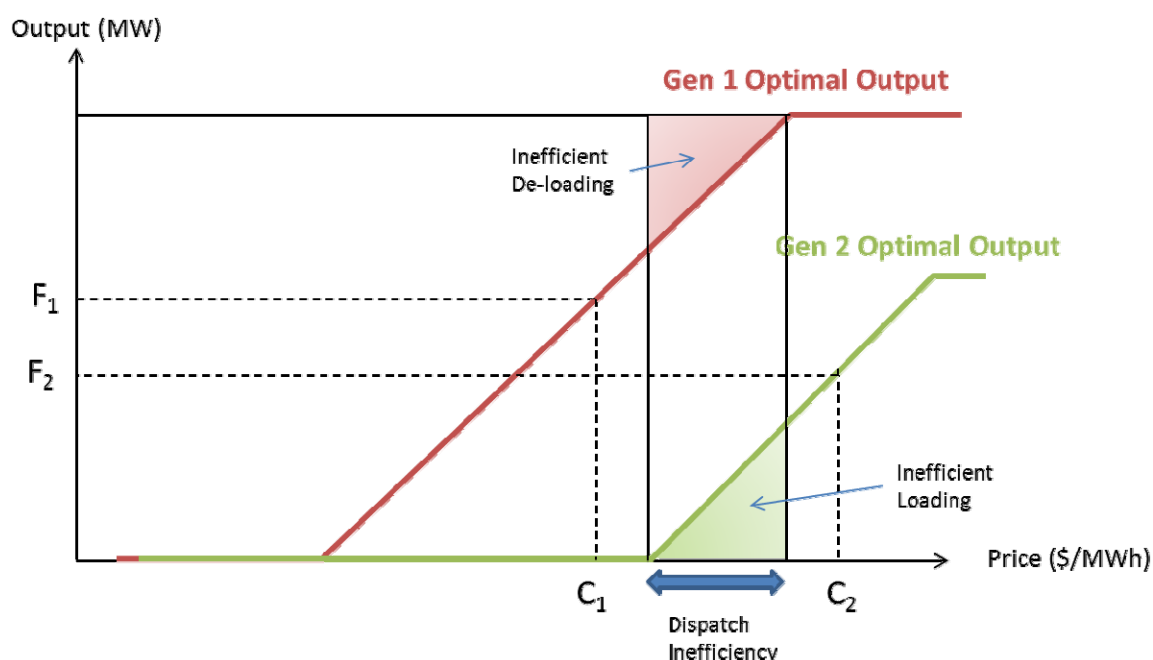 Output (MW)
Gen 1 Optimal Output
Inefficient
De-loading
Gen 2 Optimal Output
F1
F2
Inefficient
Loading
Price ($/MWh)
C1
C2
Dispatch
Inefficiency